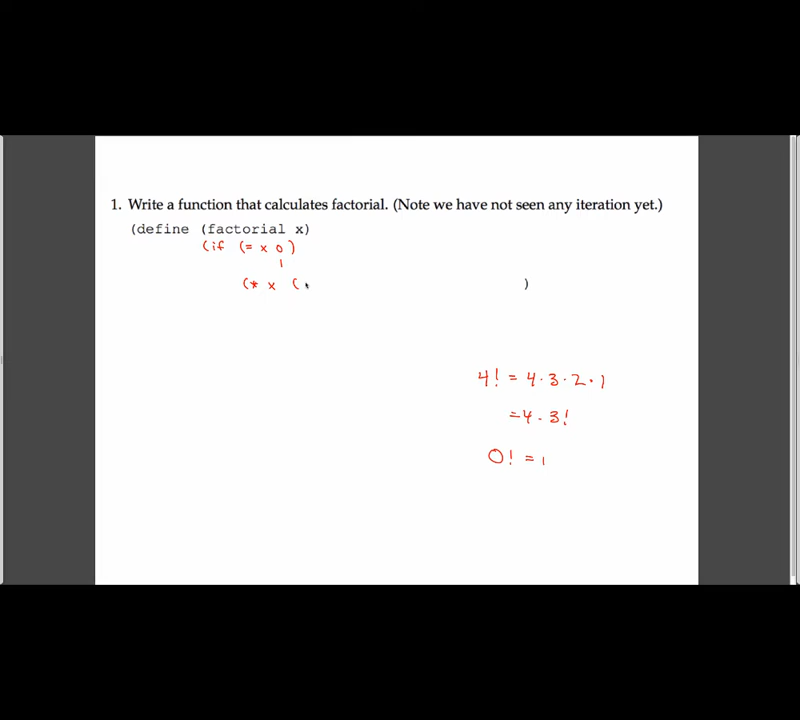 1. Write a function that calculates factorial. (Note we have not seen any iteration yet.)
(define (factorial x)
(if (= x 0)
1
(* x ( )
4! = 4 · 3 · 2 · 1
= 4 · 3!
0! = 1